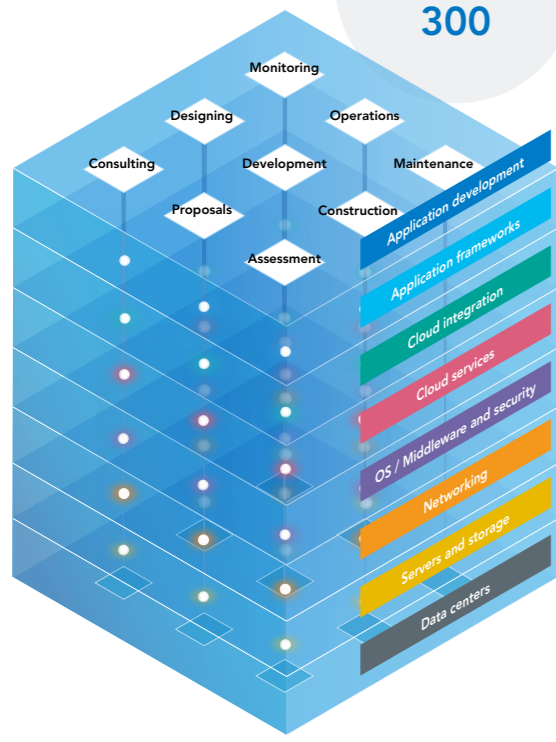 300
Monitoring
Designing
Operations
Consulting
Development
Maintenance
Proposals
Construction
Assessment
Application development
Application frameworks
Cloud integration
Cloud services
OS / Middleware and security
Networking
Servers and storage
Data centers